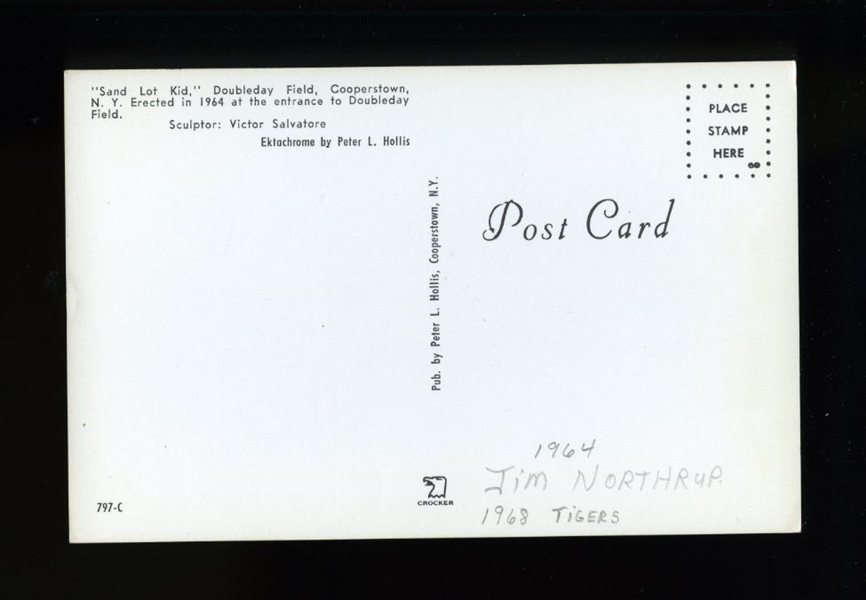 "Sand Lot Kid," Doubleday Field, Cooperstown,
N. Y. Erected in 1964 at the entrance to Doubleday
Field.
Sculptor: Victor Salvatore
Ektachrome by Peter L. Hollis
PLACE
STAMP
HERE
Post Card
Pub. by Peter L. Hollis, Cooperstown, N.Y.
1964
Jim NORTHRUP.
1968 TIGERS
797-C
CROCKER